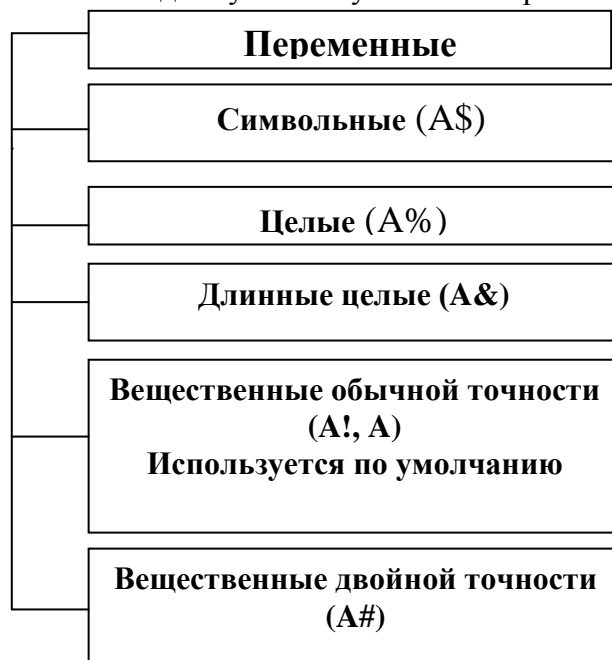 Переменные
Символьные (A$)
Целые (A%)
Длинные целые (A&)
Вещественные обычной точности
(A!, A)
Используется по умолчанию
Вещественные двойной точности
(A#)